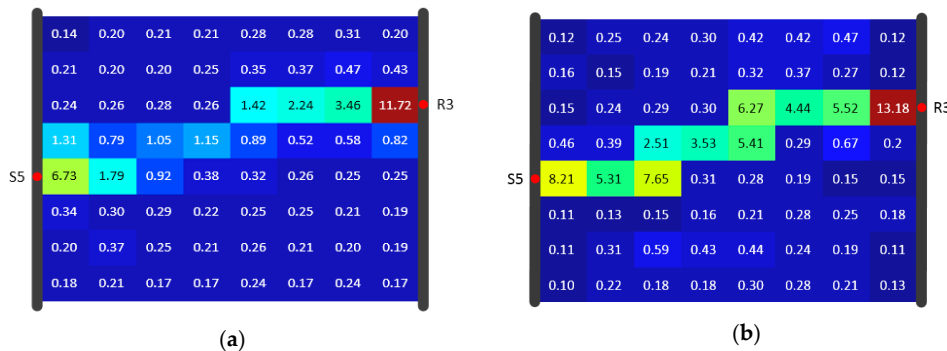 0.14 0.20 0.21 0.21 0.28 0.28 0.31 0.20
0.21 0.20 0.20 0.25 0.35 0.37 0.47 0.43
0.24 0.26 0.28 0.26 1.42 2.24 3.46 11.72 R3
1.31 0.79 1.05 1.15 0.89 0.52 0.58 0.82
S5 6.73 1.79 0.92 0.38 0.32 0.26 0.25 0.25
0.34 0.30 0.29 0.22 0.25 0.25 0.21 0.19
0.20 0.37 0.25 0.21 0.26 0.21 0.20 0.19
0.18 0.21 0.17 0.17 0.24 0.17 0.24 0.17
(a)
0.12 0.25 0.24 0.30 0.42 0.42 0.47 0.12
0.16 0.15 0.19 0.21 0.32 0.37 0.27 0.12
0.15 0.24 0.29 0.30 6.27 4.44 5.52 13.18 R3
0.46 0.39 2.51 3.53 5.41 0.29 0.67 0.2
S5 8.21 5.31 7.65 0.31 0.28 0.19 0.15 0.15
0.11 0.13 0.15 0.16 0.21 0.28 0.25 0.18
0.11 0.31 0.59 0.43 0.44 0.24 0.19 0.11
0.10 0.22 0.18 0.18 0.30 0.28 0.21 0.13
(b)